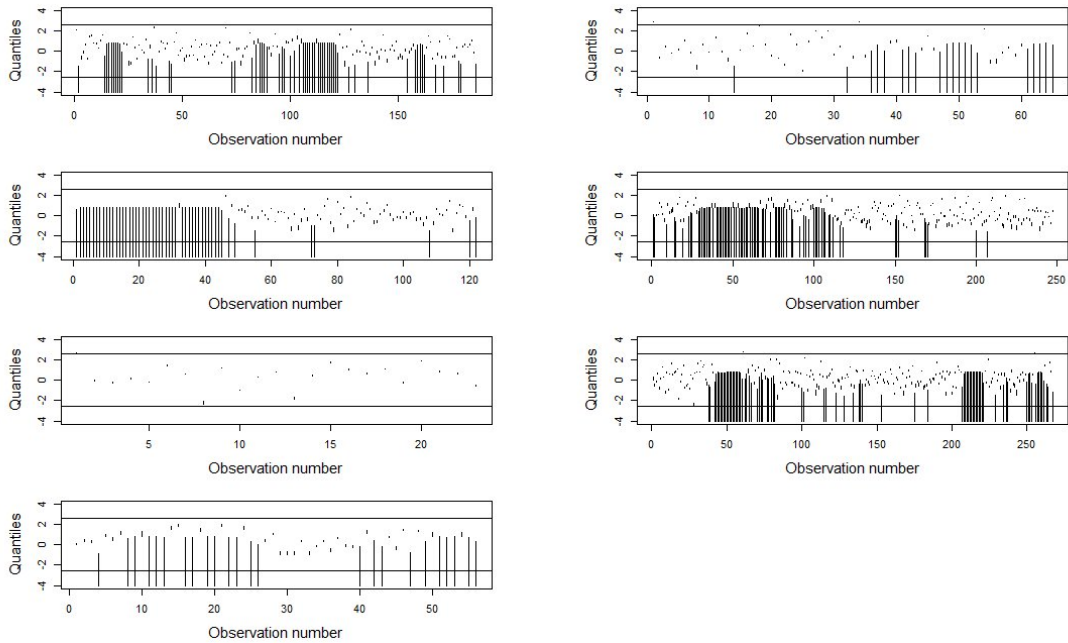 Quantiles
4
2
0
-2
-4
0 50 100 150
Observation number
Quantiles
4
2
0
-2
-4
0 10 20 30 40 50 60
Observation number
Quantiles
4
2
0
-2
-4
0 20 40 60 80 100 120
Observation number
Quantiles
4
2
0
-2
-4
0 50 100 150 200 250
Observation number
Quantiles
4
2
0
-2
-4
5 10 15 20
Observation number
Quantiles
4
2
0
-2
-4
0 50 100 150 200 250
Observation number
Quantiles
4
2
0
-2
-4
0 10 20 30 40 50
Observation number